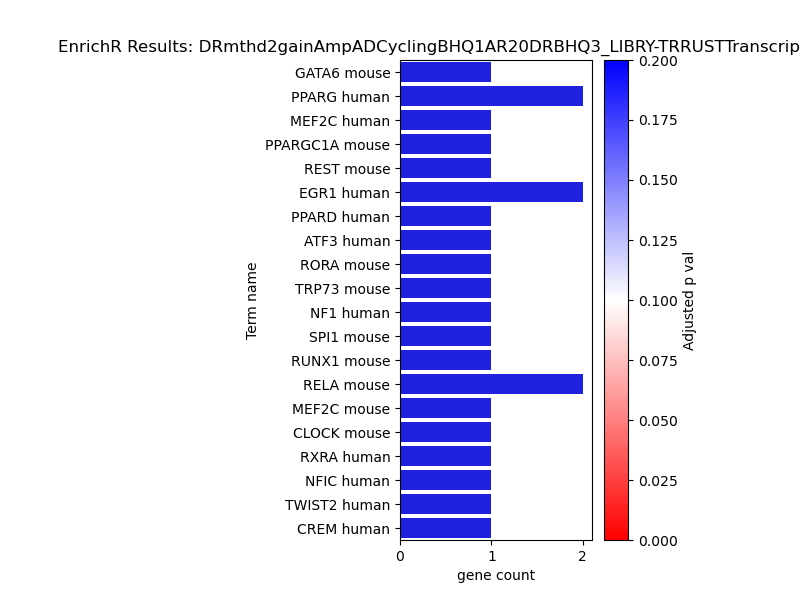 EnrichR Results: DRmthd2gainAmpADCyclingBHQ1AR20DRBHQ3_LIBRY-TRRUSTTranscrip
GATA6 mouse
PPARG human
MEF2C human
PPARGC1A mouse
REST mouse
EGR1 human
PPARD human
ATF3 human
RORA mouse
TRP73 mouse
NF1 human
SPI1 mouse
RUNX1 mouse
RELA mouse
MEF2C mouse
CLOCK mouse
RXRA human
NFIC human
TWIST2 human
CREM human
Term name
0 1 2
gene count
0.200
0.175
0.150
0.125
0.100
0.075
0.050
0.025
0.000
Adjusted p val